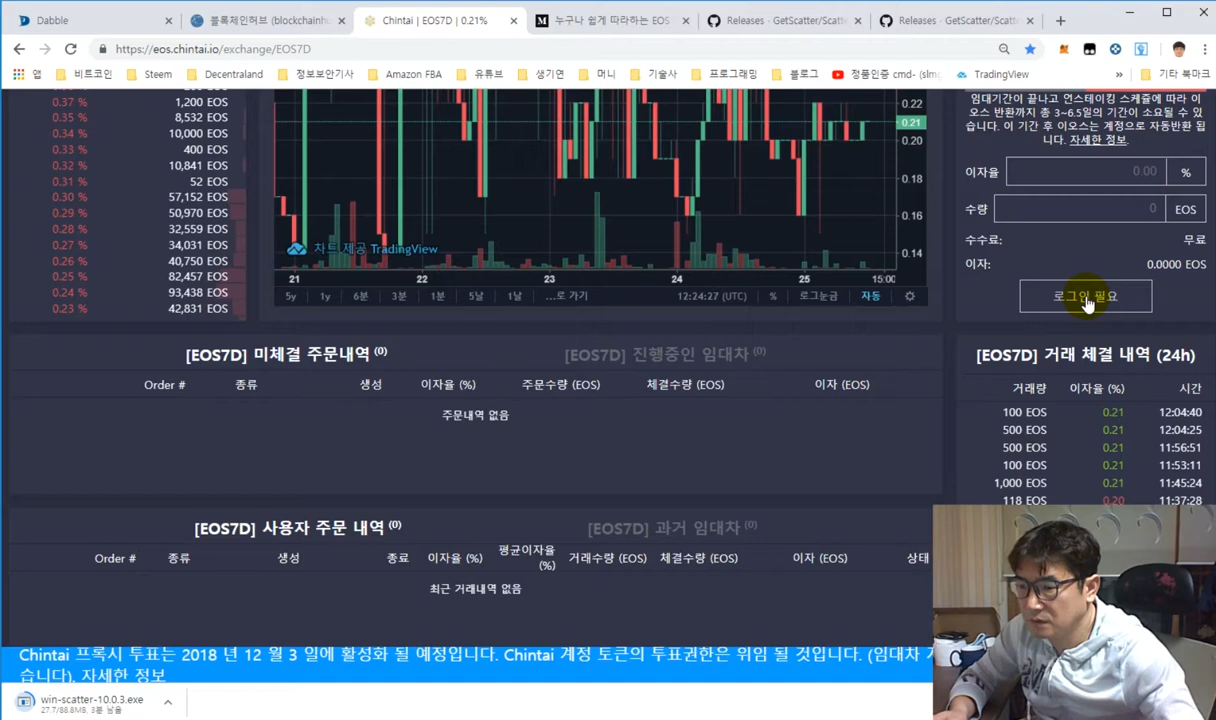 Dabble
블록체인허브 (blockchainhu
Chintai | EOS7D | 0.21%
누구나 쉽게 따라하는 EOS
Releases · GetScatter/Scatte
Releases · GetScatter/Scatte
https://eos.chintai.io/exchange/EOS7D
앱
비트코인
Steem
Decentraland
정보보안기사
Amazon FBA
유튜브
생기연
머니
기술사
프로그래밍
블로그
정품인증 cmd- (slmg
TradingView
»
기타 북마크
0.37 % 1,200 EOS
0.35 % 8,532 EOS
0.34 % 10,000 EOS
0.33 % 400 EOS
0.32 % 10,841 EOS
0.31 % 52 EOS
0.30 % 57,152 EOS
0.29 % 50,970 EOS
0.28 % 32,559 EOS
0.27 % 34,031 EOS
0.26 % 40,750 EOS
0.25 % 82,457 EOS
0.24 % 93,438 EOS
0.23 % 42,831 EOS
0.22
0.21
0.20
0.18
0.16
0.14
차트 제공 TradingView
21 22 23 24 25 15:00
5y 1y 6분 3분 1분 5날 1날 ...로 가기 12:24:27 (UTC) % 로그눈금 자동
임대기간이 끝나고 언스테이킹 스케쥴에 따라 이
오스 반환까지 총 3~6.5일의 기간이 소요될 수 있
습니다. 이 기간 후 이오스는 계정으로 자동반환 됩
니다. 자세한 정보.
이자율 0.00 %
수량 0 EOS
수수료: 무료
이자: 0.0000 EOS
로그인 필요
[EOS7D] 미체결 주문내역 (0)
[EOS7D] 진행중인 임대차 (0)
Order # 종류 생성 이자율 (%) 주문수량 (EOS) 체결수량 (EOS) 이자 (EOS)
주문내역 없음
[EOS7D] 거래 체결 내역 (24h)
거래량 이자율 (%) 시간
100 EOS 0.21 12:04:40
500 EOS 0.21 12:04:25
500 EOS 0.21 11:56:51
100 EOS 0.21 11:53:11
1,000 EOS 0.21 11:45:24
118 EOS 0.20 11:37:28
[EOS7D] 사용자 주문 내역 (0)
[EOS7D] 과거 임대차 (0)
Order # 종류 생성 종료 이자율 (%) 평균이자율 (%) 거래수량 (EOS) 체결수량 (EOS) 이자 (EOS) 상태
최근 거래내역 없음
Chintai 프록시 투표는 2018 년 12 월 3 일에 활성화 될 예정입니다. Chintai 계정 토큰의 투표권한은 위임 될 것입니다. (임대차
습니다). 자세한 정보
win-scatter-10.0.3.exe
27.7/88.8MB, 3분 남음